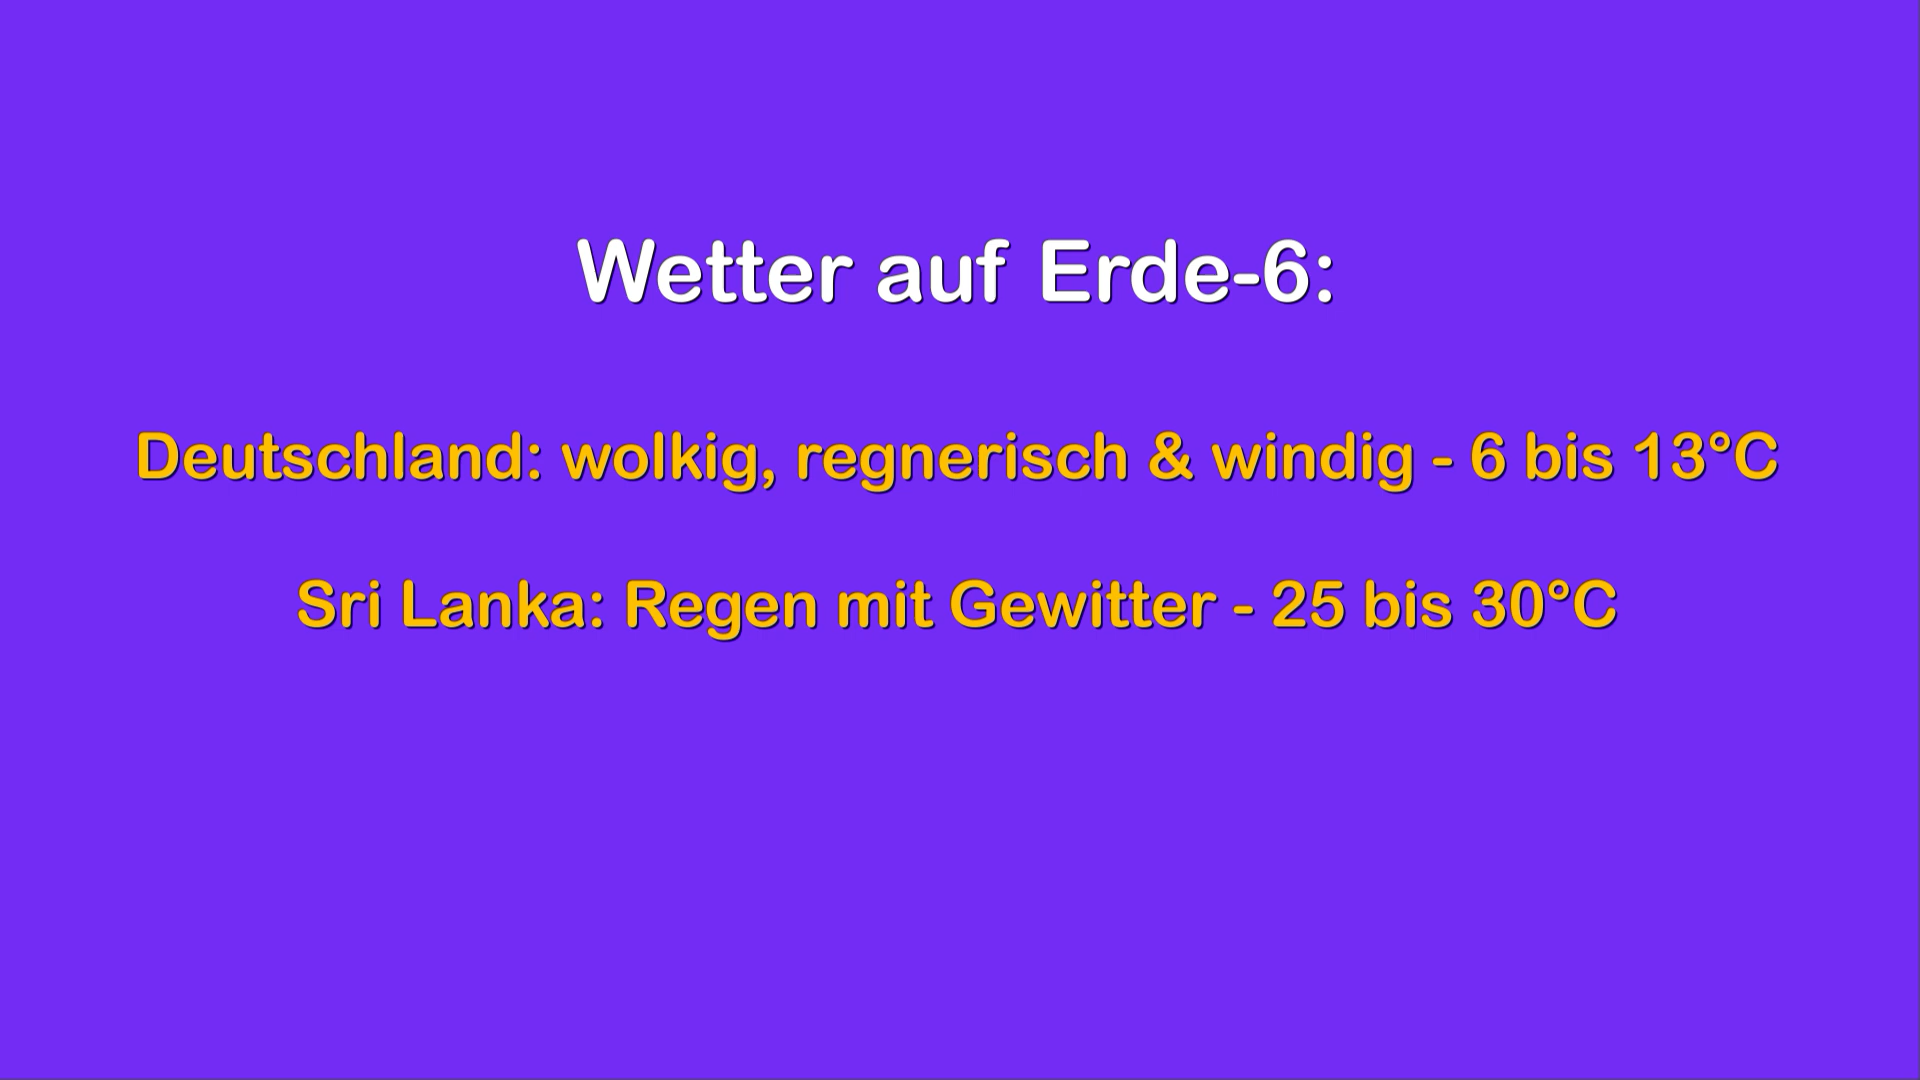 Wetter auf Erde-6:
Deutschland: wolkig, regnerisch & windig - 6 bis 13°C
Sri Lanka: Regen mit Gewitter - 25 bis 30°C